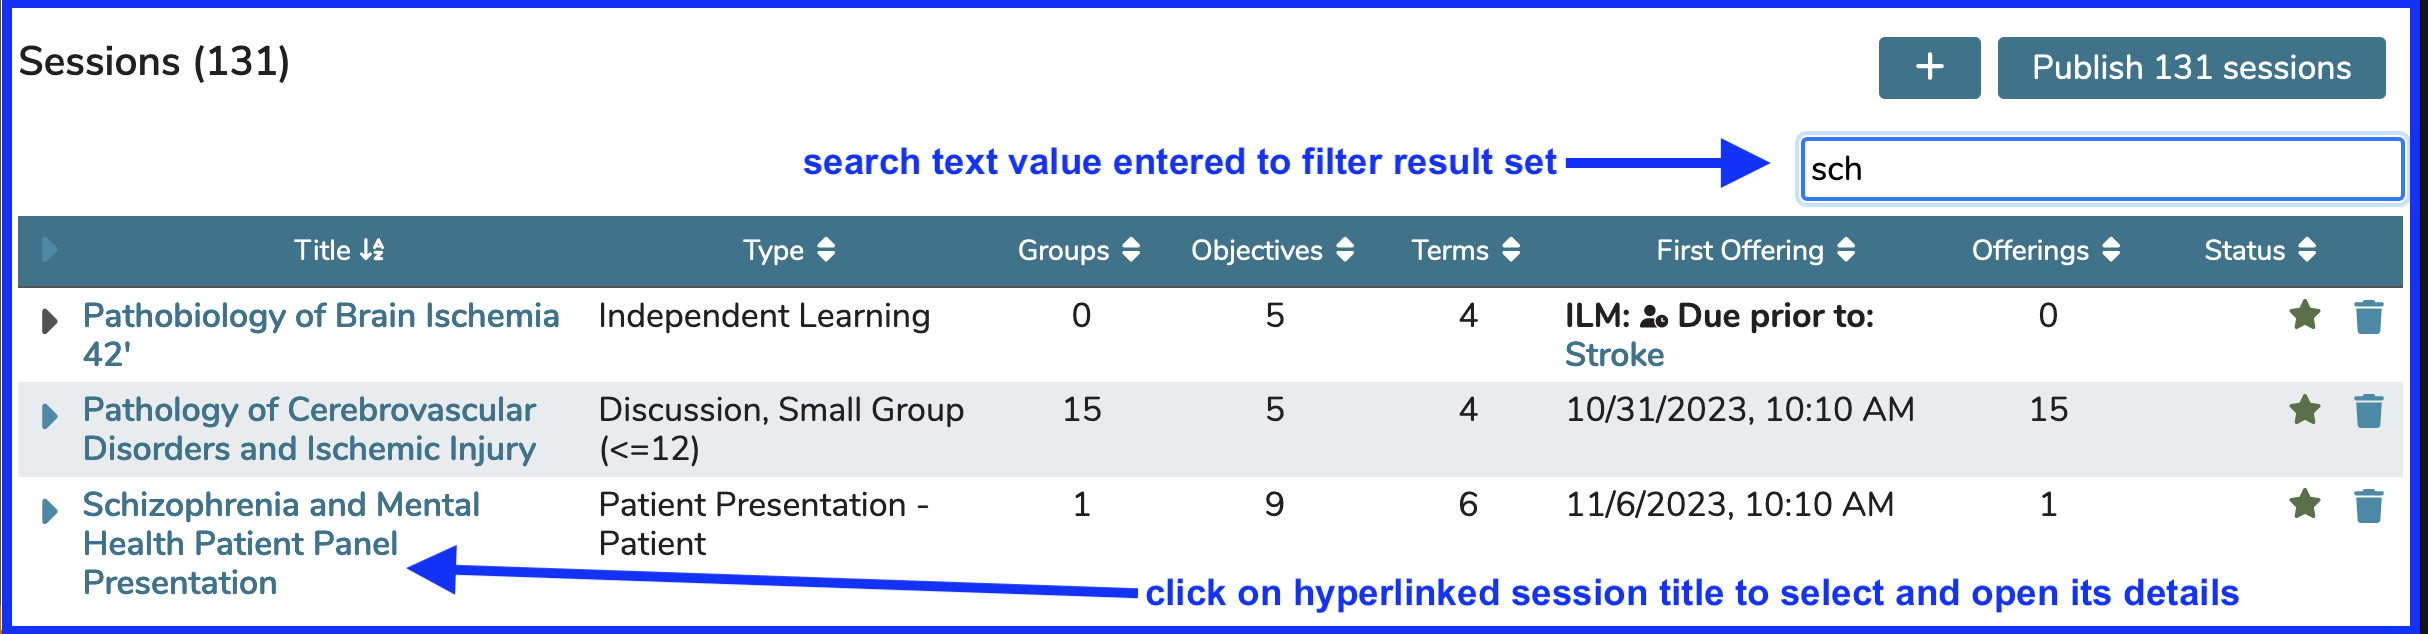 Sessions (131)
+ Publish 131 sessions
search text value entered to filter result set
sch
Title Type Groups Objectives Terms First Offering Offerings Status
Pathobiology of Brain Ischemia Independent Learning 0 5 4 ILM: Due prior to: 0
42' Stroke
Pathology of Cerebrovascular Discussion, Small Group 15 5 4 10/31/2023, 10:10 AM 15
Disorders and Ischemic Injury (<=12)
Schizophrenia and Mental Patient Presentation - 1 9 6 11/6/2023, 10:10 AM 1
Health Patient Panel Patient
Presentation
click on hyperlinked session title to select and open its details